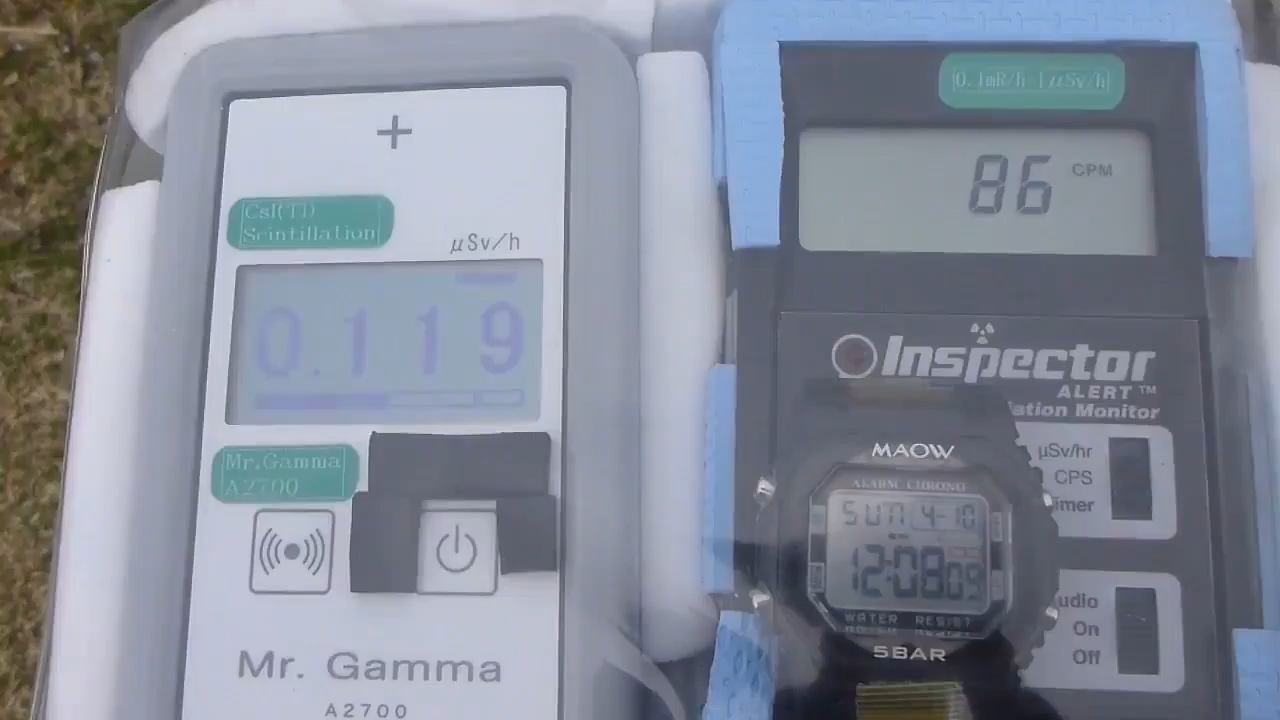 +
CsI(Tl)
Scintillation
μSv/h
0.119
Mr.Gamma
A2700
Mr. Gamma
A2700
0.1mR/h 1μSv/h
86 CPM
Inspector
ALERT™
ation Monitor
μSv/hr
CPS
Timer
MAOW
ALARM CHRONO
SUN 4-10
12:08 09
WATER RESIST
5BAR
udio
On
Off